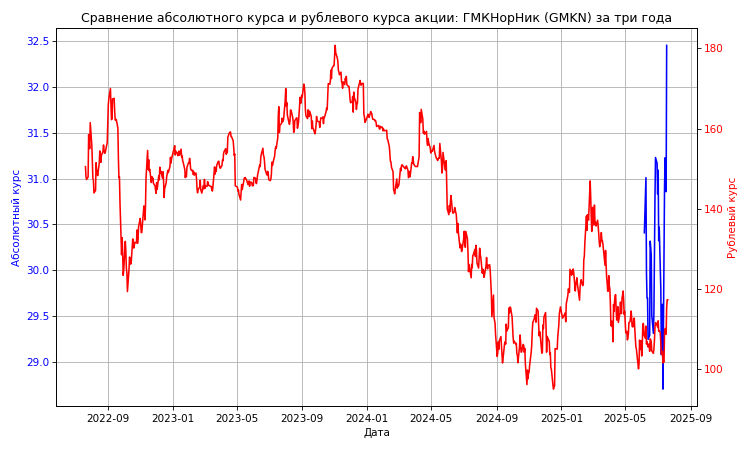 Сравнение абсолютного курса и рублевого курса акции: ГМКНорНик (GMKN) за три года
32.5
32.0
31.5
31.0
30.5
30.0
29.5
29.0
Абсолютный курс
180
160
140
120
100
Рублевый курс
2022-09 2023-01 2023-05 2023-09 2024-01 2024-05 2024-09 2025-01 2025-05 2025-09
Дата